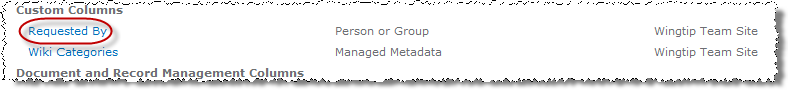 Custom Columns
Requested By Person or Group Wingtip Team Site
Wiki Categories Managed Metadata Wingtip Team Site
Document and Record Management Columns